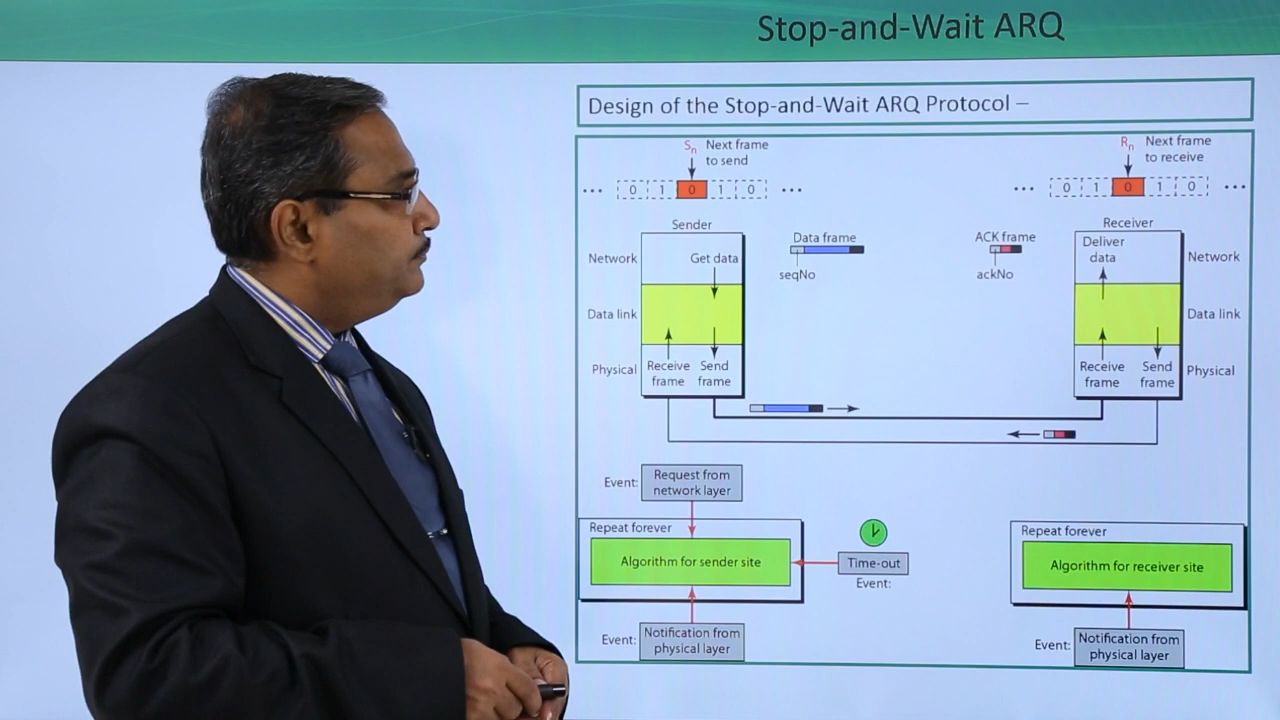 Stop-and-Wait ARQ
Design of the Stop-and-Wait ARQ Protocol –
Sn Next frame
to send
Rn Next frame
to receive
... 0 1 0 1 0 ...
... 0 1 0 1 0 ...
Sender
Receiver
Network
Get data
Data frame
seqNo
ACK frame
ackNo
Deliver
data
Network
Data link
Data link
Physical
Receive
frame
Send
frame
Receive
frame
Send
frame
Physical
Event:
Request from
network layer
Repeat forever
Algorithm for sender site
Time-out
Event:
Repeat forever
Algorithm for receiver site
Event:
Notification from
physical layer
Event:
Notification from
physical layer